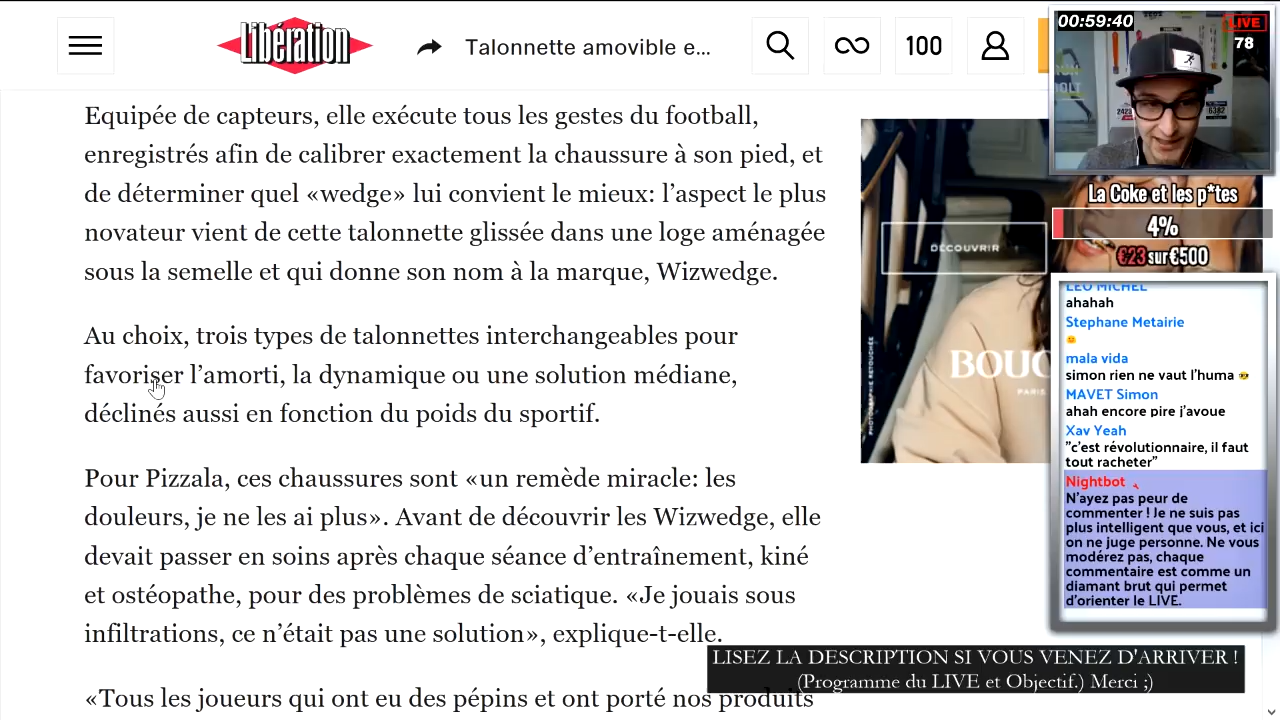 Libération
Talonnette amovible e...
100
Equipée de capteurs, elle exécute tous les gestes du football,
enregistrés afin de calibrer exactement la chaussure à son pied, et
de déterminer quel «wedge» lui convient le mieux: l’aspect le plus
novateur vient de cette talonnette glissée dans une loge aménagée
sous la semelle et qui donne son nom à la marque, Wizwedge.
Au choix, trois types de talonnettes interchangeables pour
favoriser l’amorti, la dynamique ou une solution médiane,
déclinés aussi en fonction du poids du sportif.
Pour Pizzala, ces chaussures sont «un remède miracle: les
douleurs, je ne les ai plus». Avant de découvrir les Wizwedge, elle
devait passer en soins après chaque séance d’entraînement, kiné
et ostéopathe, pour des problèmes de sciatique. «Je jouais sous
infiltrations, ce n’était pas une solution», explique-t-elle.
«Tous les joueurs qui ont eu des pépins et ont porté nos produits
DÉCOUVRIR
BOUC
PARIS
PHOTOGRAPHIE RETOUCHÉE
00:59:40
LIVE
78
La Coke et les p*tes
4%
€23 sur €500
LEO MICHEL
ahahah
Stephane Metairie
mala vida
simon rien ne vaut l'huma
MAVET Simon
ahah encore pire j'avoue
Xav Yeah
"c'est révolutionnaire, il faut
tout racheter"
Nightbot
N'ayez pas peur de
commenter ! Je ne suis pas
plus intelligent que vous, et ici
on ne juge personne. Ne vous
modérez pas, chaque
commentaire est comme un
diamant brut qui permet
d'orienter le LIVE.
LISEZ LA DESCRIPTION SI VOUS VENEZ D'ARRIVER !
(Programme du LIVE et Objectif.) Merci ;)